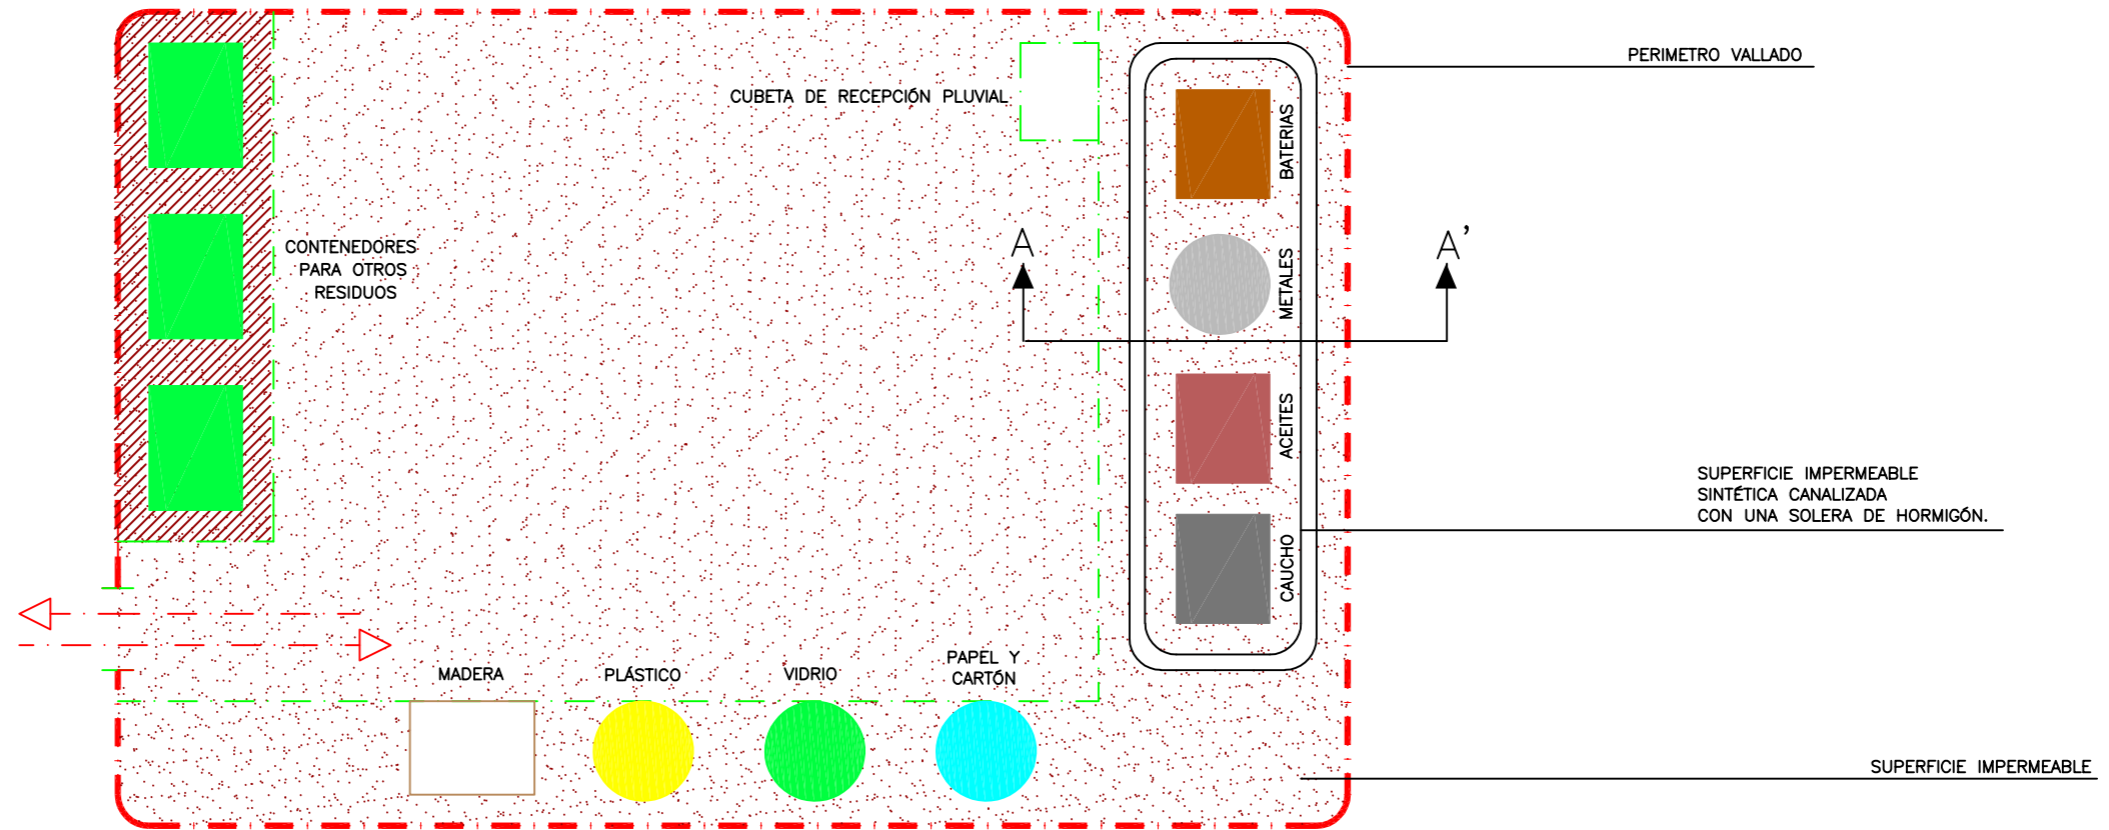 PERIMETRO VALLADO
CUBETA DE RECEPCIÓN PLUVIAL
BATERIAS
CONTENEDORES
PARA OTROS
RESIDUOS
A
A'
METALES
ACEITES
SUPERFICIE IMPERMEABLE
SINTÉTICA CANALIZADA
CON UNA SOLERA DE HORMIGÓN.
CAUCHO
MADERA
PLÁSTICO
VIDRIO
PAPEL Y
CARTÓN
SUPERFICIE IMPERMEABLE